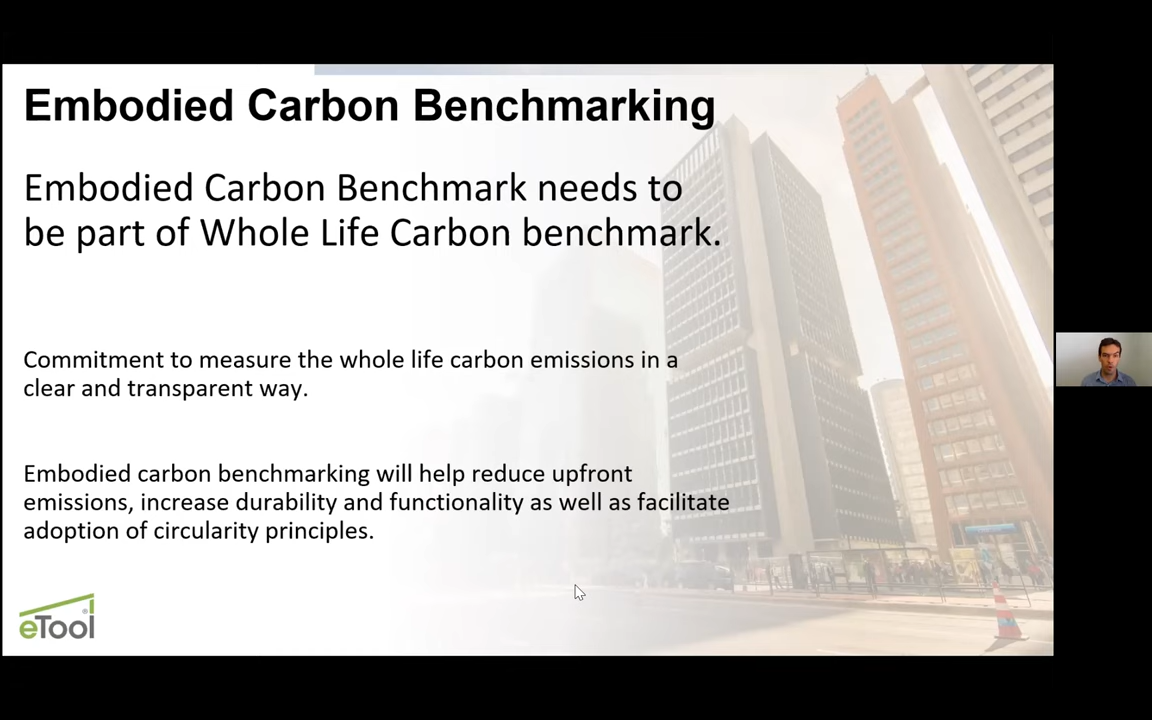 Embodied Carbon Benchmarking
Embodied Carbon Benchmark needs to
be part of Whole Life Carbon benchmark.
Commitment to measure the whole life carbon emissions in a
clear and transparent way.
Embodied carbon benchmarking will help reduce upfront
emissions, increase durability and functionality as well as facilitate
adoption of circularity principles.
eTool